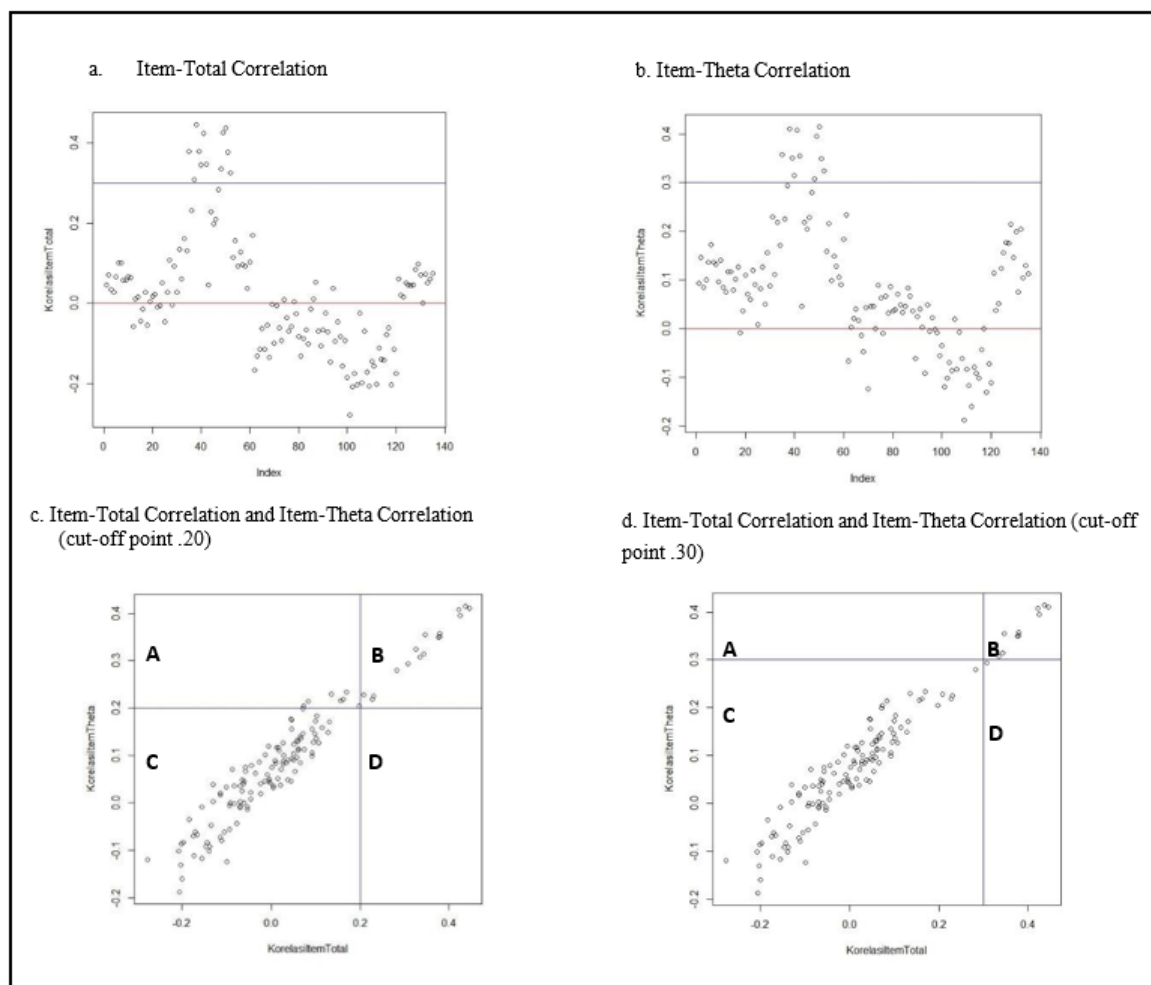 a. Item-Total Correlation
KorelasiItemTotal
0.4
0.2
0.0
-0.2
0 20 40 60 80 100 120 140
Index
b. Item-Theta Correlation
KorelasiItemTheta
0.4
0.3
0.2
0.1
0.0
-0.1
-0.2
0 20 40 60 80 100 120 140
Index
c. Item-Total Correlation and Item-Theta Correlation
(cut-off point .20)
KorelasiItemTheta
0.4
0.3
0.2
0.1
0.0
-0.1
-0.2
A B
C D
-0.2 0.0 0.2 0.4
KorelasiItemTotal
d. Item-Total Correlation and Item-Theta Correlation (cut-off
point .30)
KorelasiItemTheta
0.4
0.3
0.2
0.1
0.0
-0.1
-0.2
A B
C D
-0.2 0.0 0.2 0.4
KorelasiItemTotal